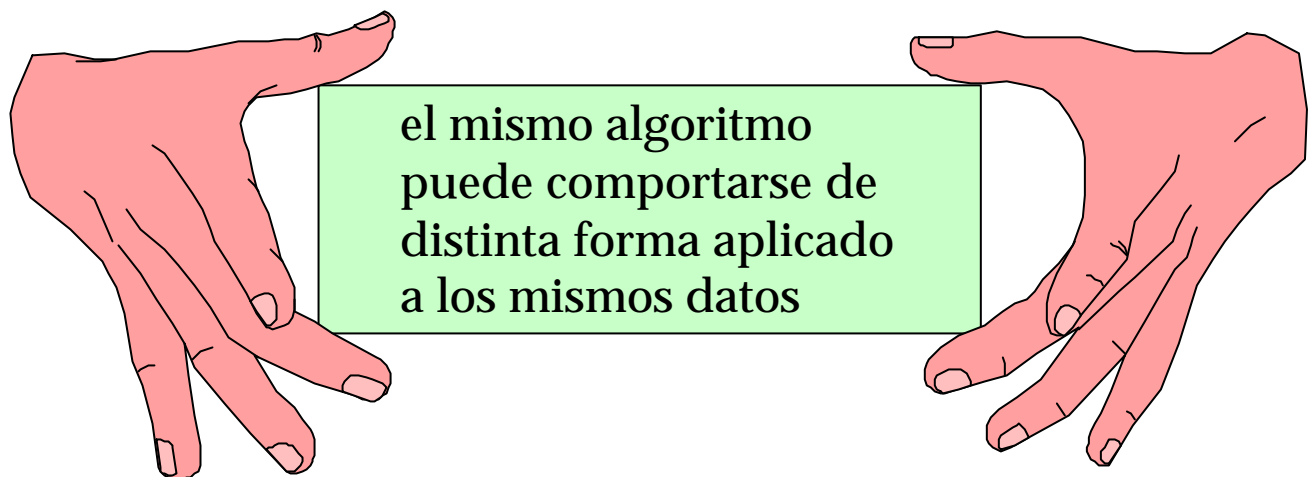 el mismo algoritmo
puede comportarse de
distinta forma aplicado
a los mismos datos